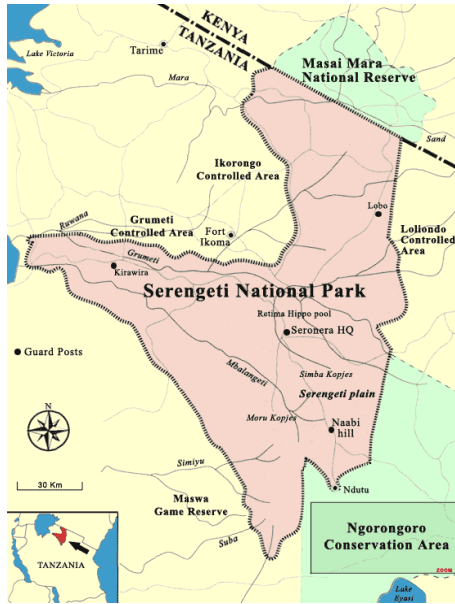 KENYA
TANZANIA
Lake Victoria
Tarime
Mara
Masai Mara
National Reserve
Sand
Ikorongo
Controlled Area
Lobo
Ruwana
Grumeti
Controlled Area
Fort
Ikoma
Loliondo
Controlled
Area
Grumeti
Kirawira
Serengeti National Park
Retima Hippo pool
Seronera HQ
Guard Posts
Mbalangeti
Simba Kopjes
Serengeti plain
N
Moru Kopjes
Naabi
hill
Simiyu
30 Km
Ndutu
Maswa
Game Reserve
Suba
Ngorongoro
Conservation Area
ZOOM
TANZANIA
Lake
Eyasi